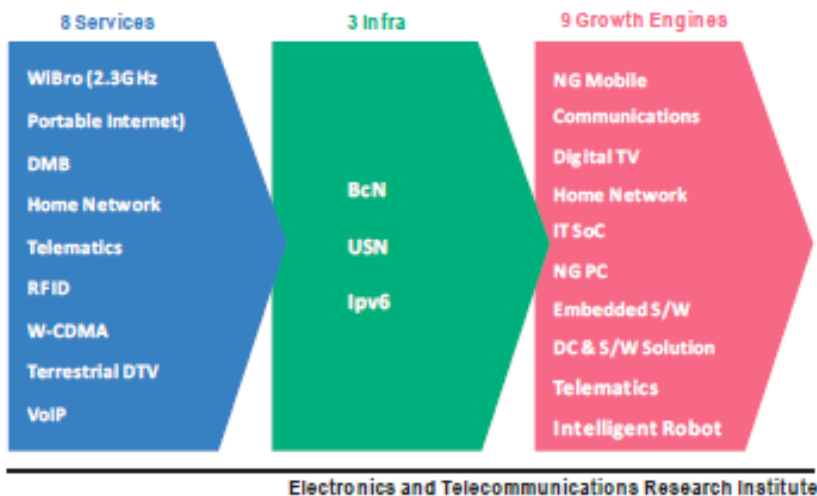 8 Services
WiBro (2.3GHz
Portable Internet)
DMB
Home Network
Telematics
RFID
W-CDMA
Terrestrial DTV
VoIP
3 Infra
BcN
USN
Ipv6
9 Growth Engines
NG Mobile
Communications
Digital TV
Home Network
IT SoC
NG PC
Embedded S/W
DC & S/W Solution
Telematics
Intelligent Robot
Electronics and Telecommunications Research Institute